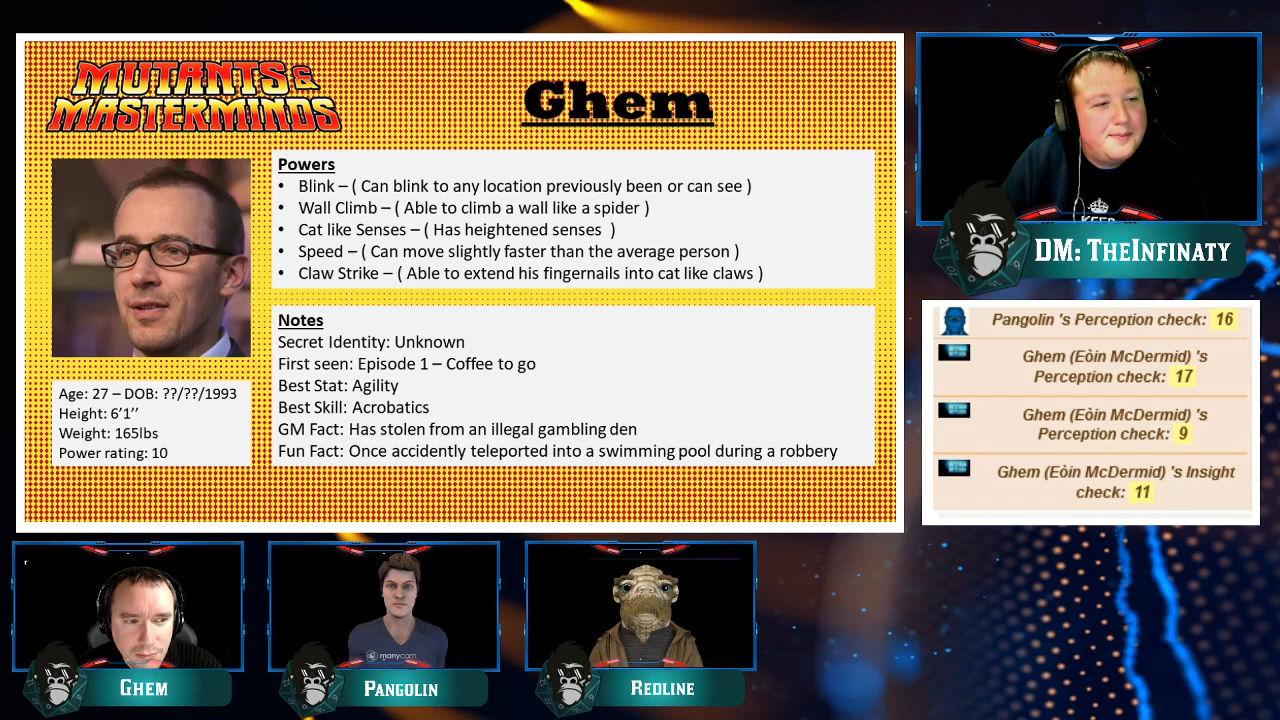 MUTANTS &
MASTERMINDS
Ghem
Powers
• Blink – ( Can blink to any location previously been or can see )
• Wall Climb – ( Able to climb a wall like a spider )
• Cat like Senses – ( Has heightened senses )
• Speed – ( Can move slightly faster than the average person )
• Claw Strike – ( Able to extend his fingernails into cat like claws )
Notes
Secret Identity: Unknown
First seen: Episode 1 – Coffee to go
Best Stat: Agility
Best Skill: Acrobatics
GM Fact: Has stolen from an illegal gambling den
Fun Fact: Once accidently teleported into a swimming pool during a robbery
Age: 27 – DOB: ??/??/1993
Height: 6’1’’
Weight: 165lbs
Power rating: 10
KEEP
DM: TheInfinaty
Pangolin 's Perception check: 16
Ghem (Eòin McDermid) 's
Perception check: 17
Ghem (Eòin McDermid) 's
Perception check: 9
Ghem (Eòin McDermid) 's Insight
check: 11
manycam
Ghem
Pangolin
Redline